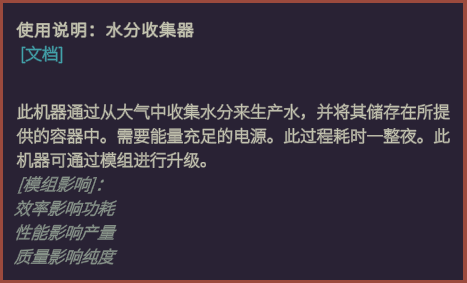 使用说明：水分收集器
[文档]
此机器通过从大气中收集水分来生产水，并将其储存在所提
供的容器中。需要能量充足的电源。此过程耗时一整夜。此
机器可通过模组进行升级。
[模组影响]：
效率影响功耗
性能影响产量
质量影响纯度